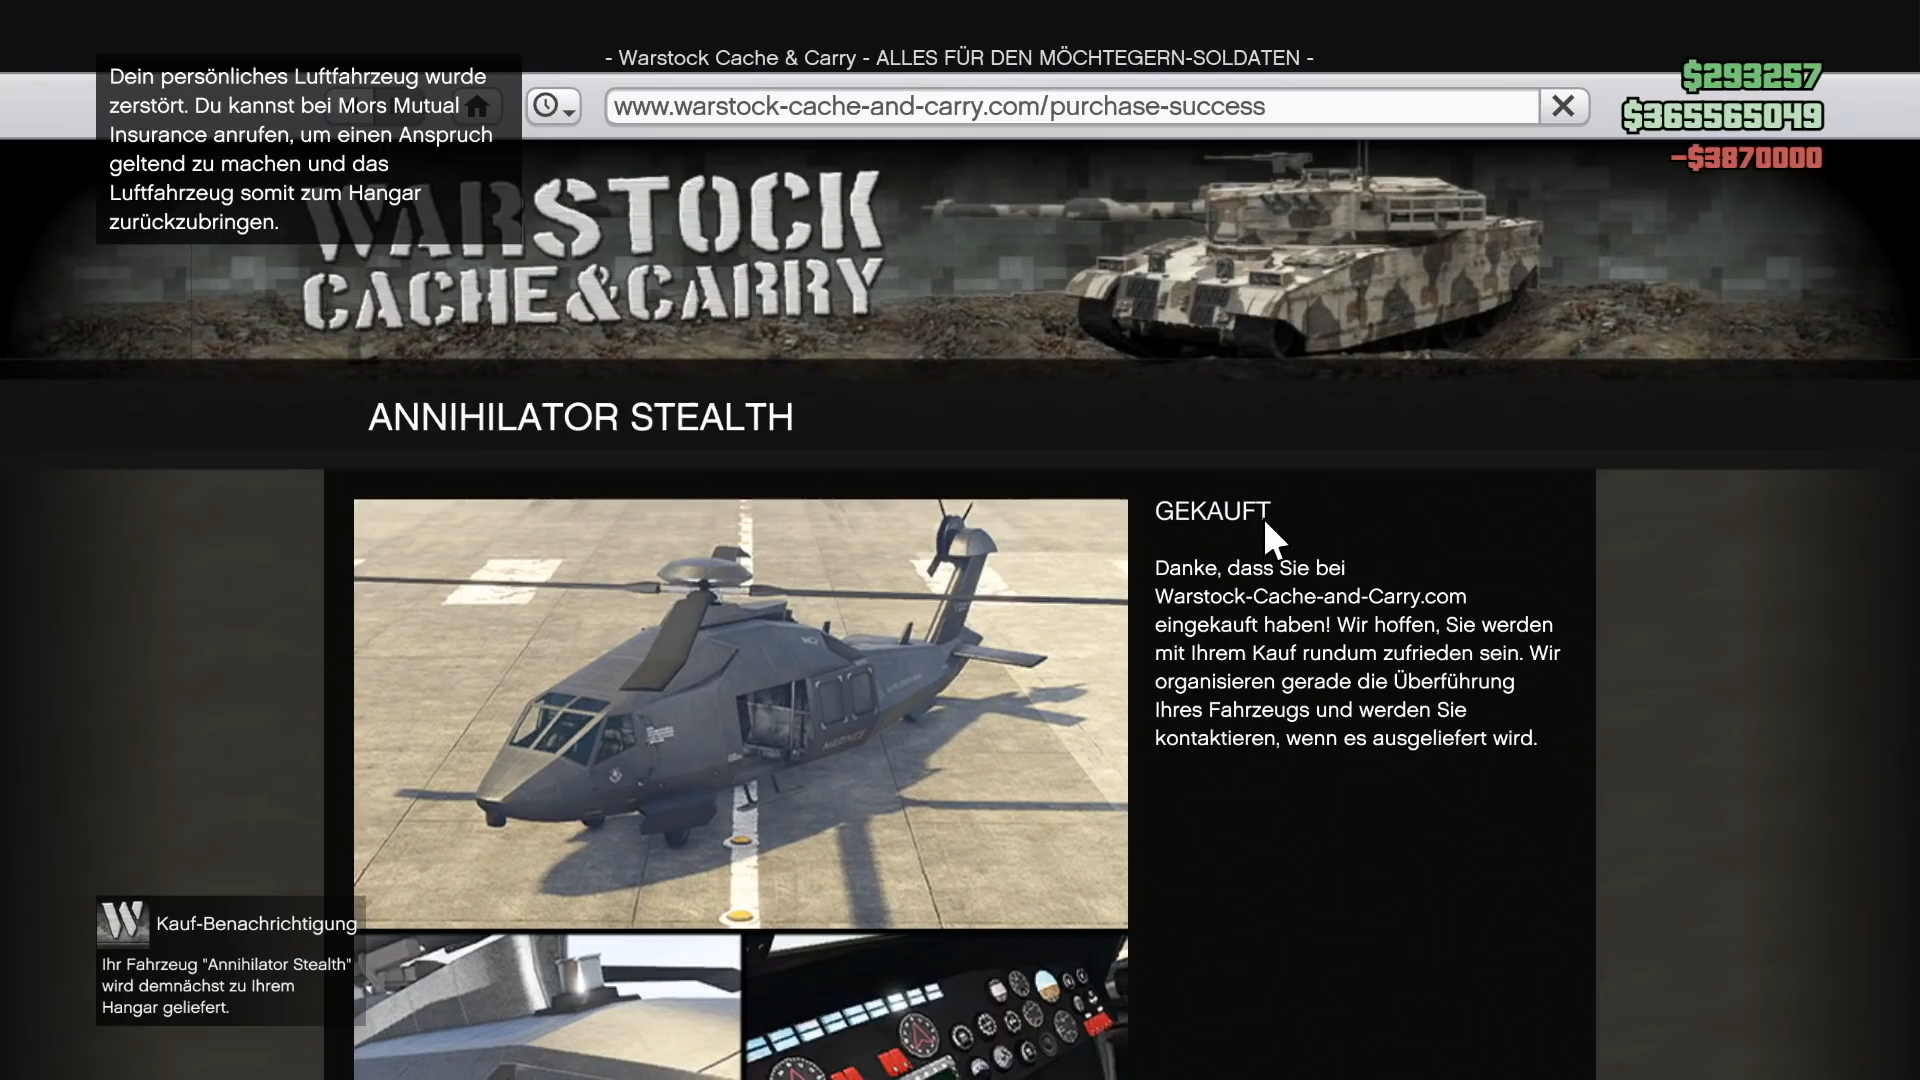 - Warstock Cache & Carry - ALLES FÜR DEN MÖCHTEGERN-SOLDATEN -
Dein persönliches Luftfahrzeug wurde
zerstört. Du kannst bei Mors Mutual
Insurance anrufen, um einen Anspruch
geltend zu machen und das
Luftfahrzeug somit zum Hangar
zurückzubringen.
www.warstock-cache-and-carry.com/purchase-success
$293257
$365565049
-$3870000
WARSTOCK
CACHE&CARRY
ANNIHILATOR STEALTH
GEKAUFT
Danke, dass Sie bei
Warstock-Cache-and-Carry.com
eingekauft haben! Wir hoffen, Sie werden
mit Ihrem Kauf rundum zufrieden sein. Wir
organisieren gerade die Überführung
Ihres Fahrzeugs und werden Sie
kontaktieren, wenn es ausgeliefert wird.
MARINES
W
Kauf-Benachrichtigung
Ihr Fahrzeug "Annihilator Stealth"
wird demnächst zu Ihrem
Hangar geliefert.